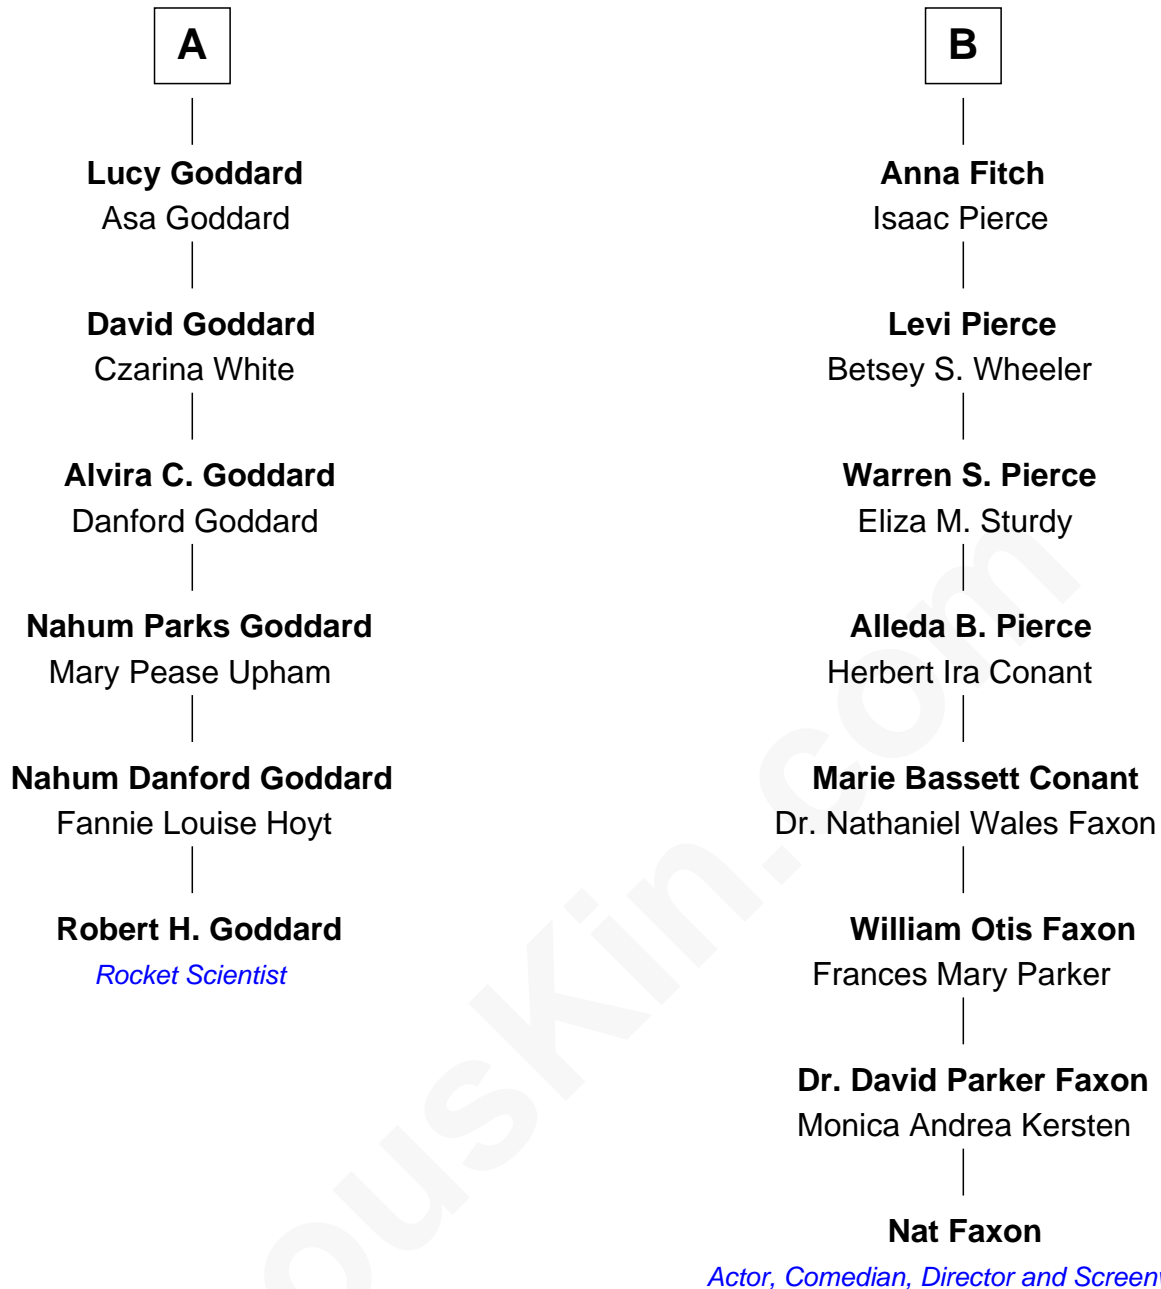 A
Lucy Goddard
Asa Goddard
David Goddard
Czarina White
Alvira C. Goddard
Danford Goddard
Nahum Parks Goddard
Mary Pease Upham
Nahum Danford Goddard
Fannie Louise Hoyt
Robert H. Goddard
Rocket Scientist
B
Anna Fitch
Isaac Pierce
Levi Pierce
Betsey S. Wheeler
Warren S. Pierce
Eliza M. Sturdy
Alleda B. Pierce
Herbert Ira Conant
Marie Bassett Conant
Dr. Nathaniel Wales Faxon
William Otis Faxon
Frances Mary Parker
Dr. David Parker Faxon
Monica Andrea Kersten
Nat Faxon
Actor, Comedian, Director and
ousKin.com